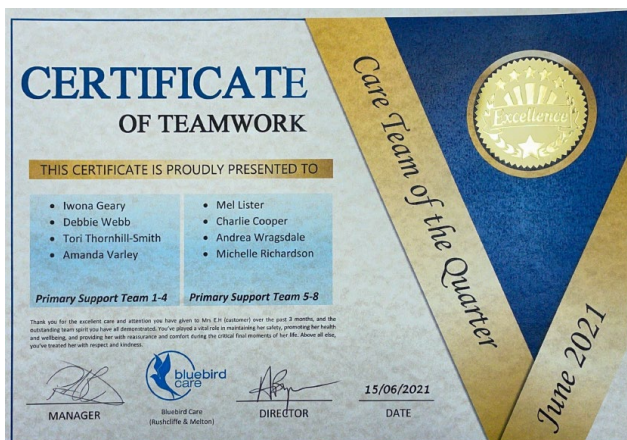 CERTIFICATE
OF TEAMWORK
THIS CERTIFICATE IS PROUDLY PRESENTED TO
• Iwona Geary
• Debbie Webb
• Tori Thornhill-Smith
• Amanda Varley
Primary Support Team 1-4
• Mel Lister
• Charlie Cooper
• Andrea Wragsdale
• Michelle Richardson
Primary Support Team 5-8
Thank you for the excellent care and attention you have given to Mrs E.H (customer) over the past 3 months, and the
outstanding team spirit you have all demonstrated. You've played a vital role in maintaining her safety, promoting her health
and wellbeing, and providing her with reassurance and comfort during the critical final moments of her life. Above all else,
you've treated her with respect and kindness.
MANAGER
bluebird
care
Bluebird Care
(Rushcliffe & Melton)
DIRECTOR
15/06/2021
DATE
Care Team of the Quarter
Excellence
June 2021